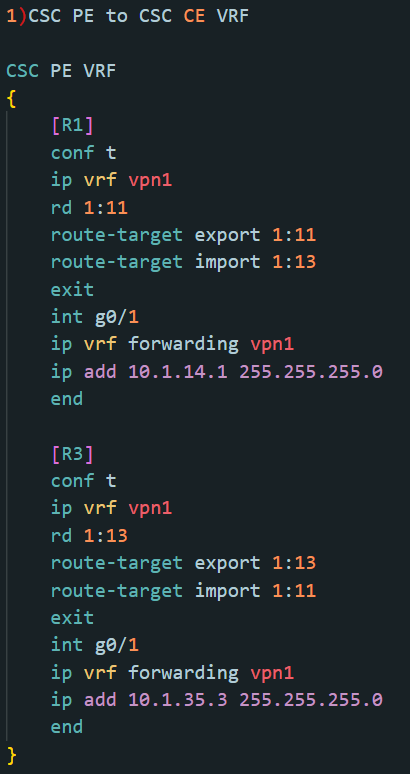 1)CSC PE to CSC CE VRF
CSC PE VRF
{
[R1]
conf t
ip vrf vpn1
rd 1:11
route-target export 1:11
route-target import 1:13
exit
int g0/1
ip vrf forwarding vpn1
ip add 10.1.14.1 255.255.255.0
end
[R3]
conf t
ip vrf vpn1
rd 1:13
route-target export 1:13
route-target import 1:11
exit
int g0/1
ip vrf forwarding vpn1
ip add 10.1.35.3 255.255.255.0
end
}